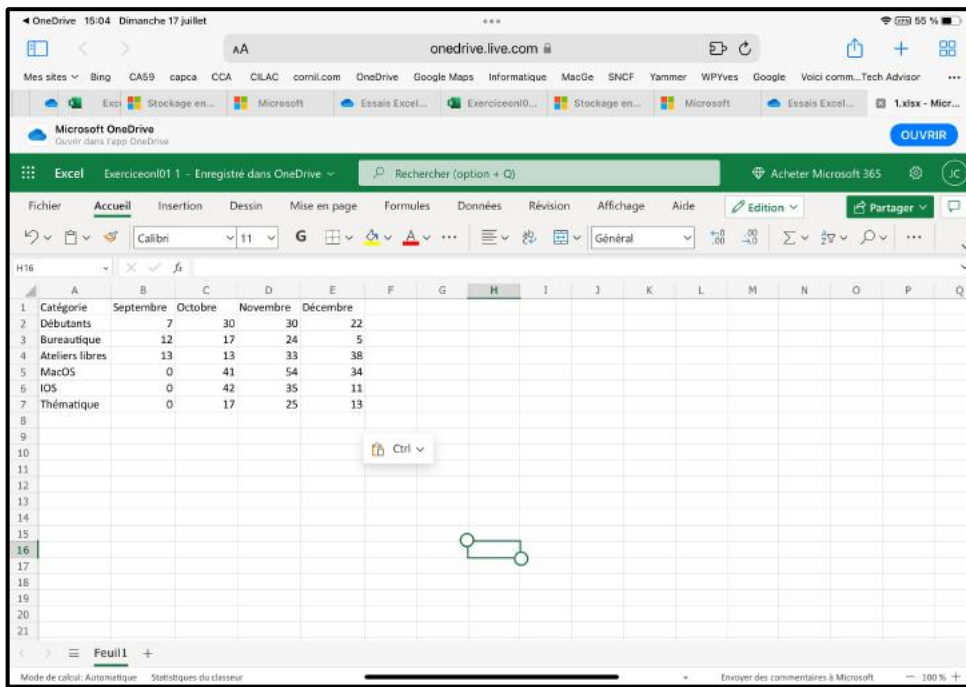 ◄ OneDrive 15:04 Dimanche 17 juillet 55 %
AA onedrive.live.com
Mes sites Bing CA59 capca CCA CILAC cornil.com OneDrive Google Maps Informatique MacGe SNCF Yammer WPYves Google Voici comm...Tech Advisor ...
Exc Stockage en... Microsoft Essais Excel... Exerciceonl0... Stockage en... Microsoft Essais Excel... 1.xlsx - Micr...
Microsoft OneDrive
Ouvrir dans l'app OneDrive
OUVRIR
Excel Exerciceonl01 1 - Enregistré dans OneDrive Rechercher (option + Q) Acheter Microsoft 365 JC
Fichier Accueil Insertion Dessin Mise en page Formules Données Révision Affichage Aide Edition Partager
Calibri 11 G A ... Général ...
H16 fx
A B C D E F G H I J K L M N O P Q
1 Catégorie Septembre Octobre Novembre Décembre
2 Débutants 7 30 30 22
3 Bureautique 12 17 24 5
4 Ateliers libres 13 13 33 38
5 MacOS 0 41 54 34
6 IOS 0 42 35 11
7 Thématique 0 17 25 13
8
9
10 Ctrl
11
12
13
14
15
16
17
18
19
20
21
Feuil1 +
Mode de calcul: Automatique Statistiques du classeur Envoyer des commentaires à Microsoft — 100 % +